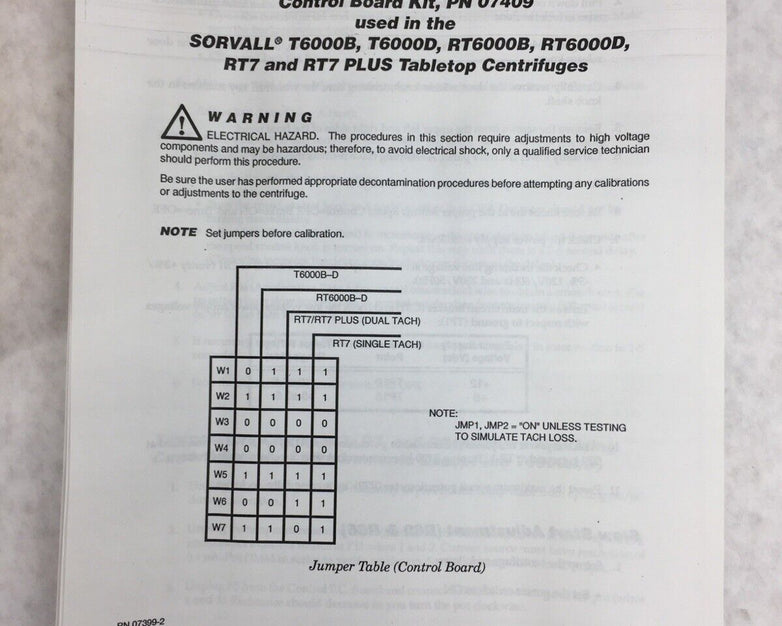 Control Board Kit, PN 07409
used in the
SORVALL® T6000B, T6000D, RT6000B, RT6000D,
RT7 and RT7 PLUS Tabletop Centrifuges
WARNING
ELECTRICAL HAZARD. The procedures in this section require adjustments to high voltage
components and may be hazardous; therefore, to avoid electrical shock, only a qualified service technician
should perform this procedure.
Be sure the user has performed appropriate decontamination procedures before attempting any calibrations
or adjustments to the centrifuge.
NOTE Set jumpers before calibration.
T6000B–D
RT6000B–D
RT7/RT7 PLUS (DUAL TACH)
RT7 (SINGLE TACH)
W1 0 1 1 1
W2 1 1 1 1
W3 0 0 0 0
W4 0 0 0 0
W5 1 1 1 1
W6 0 0 1 1
W7 1 1 0 1
NOTE:
JMP1, JMP2 = "ON" UNLESS TESTING
TO SIMULATE TACH LOSS.
Jumper Table (Control Board)
PN 07399-2